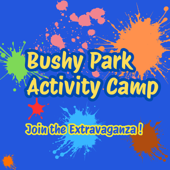 Bushy Park
Activity Camp
Join the Extravaganza !